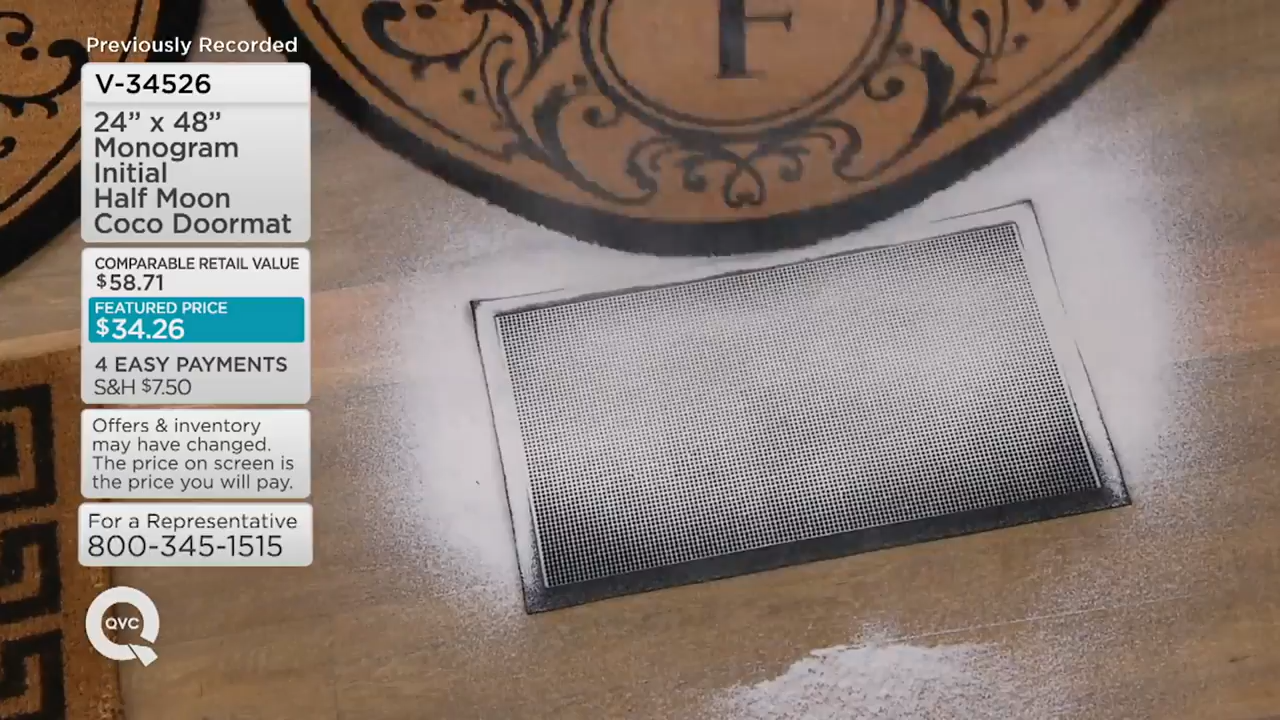 Previously Recorded
V-34526
24” x 48”
Monogram
Initial
Half Moon
Coco Doormat
COMPARABLE RETAIL VALUE
$58.71
FEATURED PRICE
$34.26
4 EASY PAYMENTS
S&H $7.50
Offers & inventory
may have changed.
The price on screen is
the price you will pay.
For a Representative
800-345-1515
QVC
F